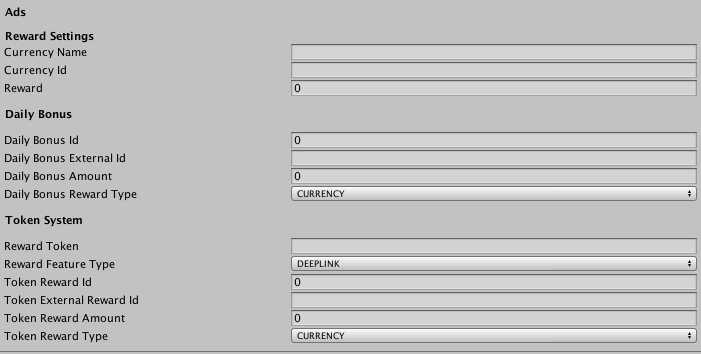 Ads
Reward Settings
Currency Name
Currency Id
Reward 0
Daily Bonus
Daily Bonus Id 0
Daily Bonus External Id
Daily Bonus Amount 0
Daily Bonus Reward Type CURRENCY
Token System
Reward Token
Reward Feature Type DEEPLINK
Token Reward Id 0
Token External Reward Id
Token Reward Amount 0
Token Reward Type CURRENCY